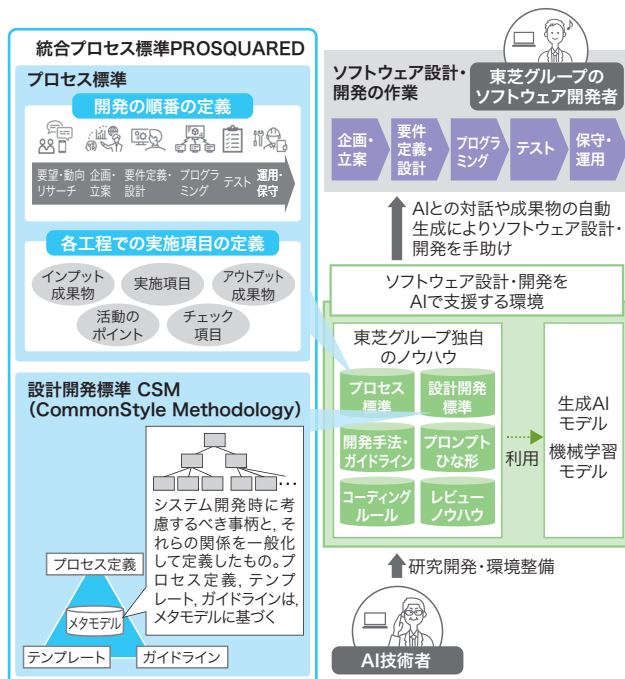 統合プロセス標準PROSQUARED
プロセス標準
開発の順番の定義
要望・動向
リサーチ
企画・
立案
要件定義・
設計
プログラ
ミング
テスト
運用・
保守
各工程での実施項目の定義
インプット
成果物
実施項目
アウトプット
成果物
活動の
ポイント
チェック
項目
設計開発標準 CSM
(CommonStyle Methodology)
システム開発時に考
慮するべき事柄と,それ
らの関係を一般化
して定義したもの。プ
ロセス定義, テンプ
レート, ガイドラインは,
メタモデルに基づく
プロセス定義
メタモデル
テンプレート
ガイドライン
ソフトウェア設計・
開発の作業
東芝グループの
ソフトウェア開発者
企画・
立案
要件
定義・
設計
プログラ
ミング
テスト
保守・
運用
AIとの対話や成果物の自動
生成によりソフトウェア設計・
開発を手助け
ソフトウェア設計・開発を
AIで支援する環境
東芝グループ独自
のノウハウ
プロセス
標準
設計開発
標準
開発手法・
ガイドライン
プロンプト
ひな形
コーディング
ルール
レビュー
ノウハウ
利用
生成AI
モデル
機械学習
モデル
研究開発・環境整備
AI技術者